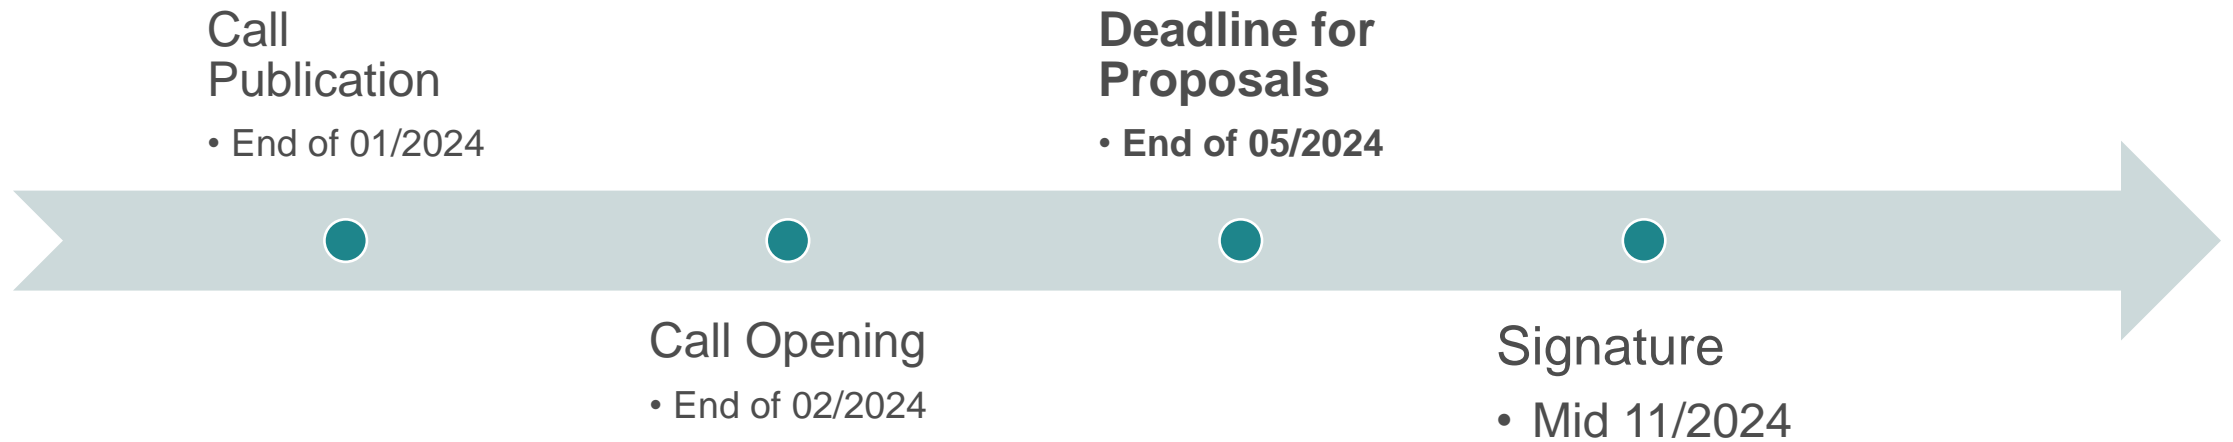 Call
Publication
• End of 01/2024
Call Opening
• End of 02/2024
Deadline for
Proposals
• End of 05/2024
Signature
• Mid 11/2024